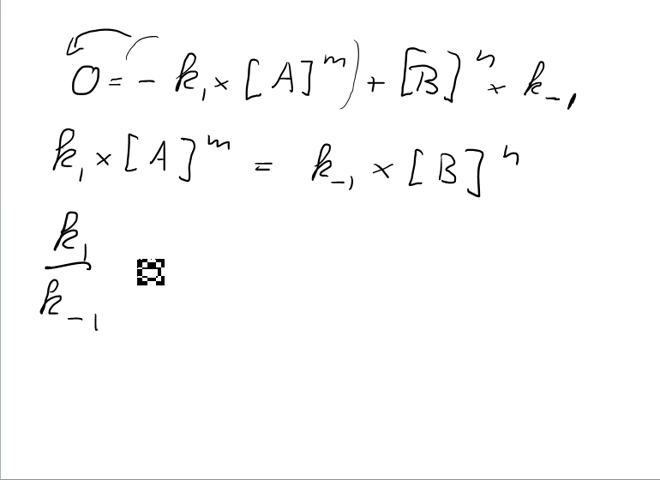 0 = - k₁ × [A]ᵐ) + [B]ⁿ × k₋₁
k₁ × [A]ᵐ = k₋₁ × [B]ⁿ
k₁
k₋₁